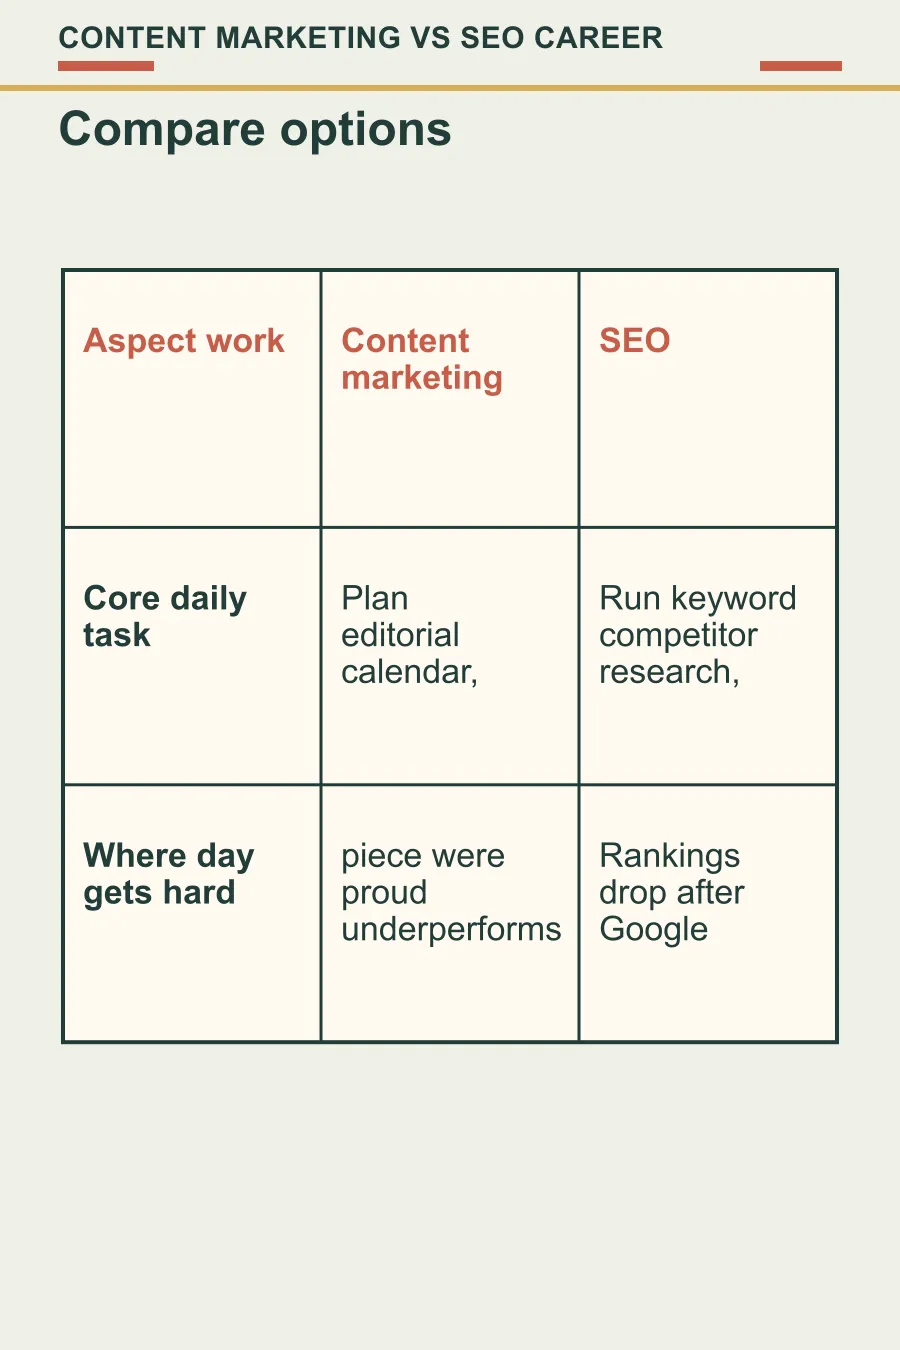 CONTENT MARKETING VS SEO CAREER
Compare options
Aspect work
Content
marketing
SEO
Core daily
task
Plan
editorial
calendar,
Run keyword
competitor
research,
Where day
gets hard
piece were
proud
underperforms
Rankings
drop after
Google